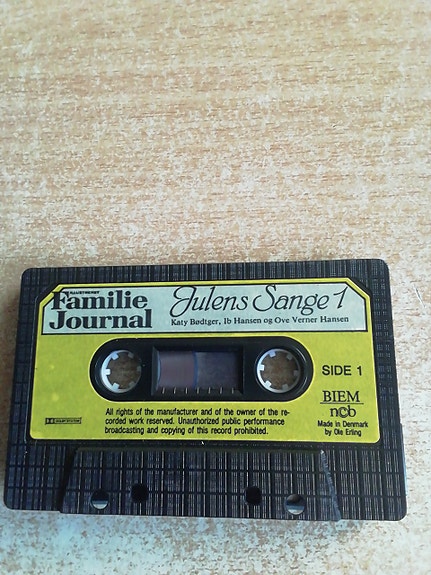 ILLUSTRERET
Familie
Journal
Julens Sange 1
Katy Bødtger, Ib Hansen og Ove Verner Hansen
SIDE 1
BIEM
ncb
Made in Denmark
by Ole Erling
All rights of the manufacturer and of the owner of the re-
corded work reserved. Unauthorized public performance
broadcasting and copying of this record prohibited.